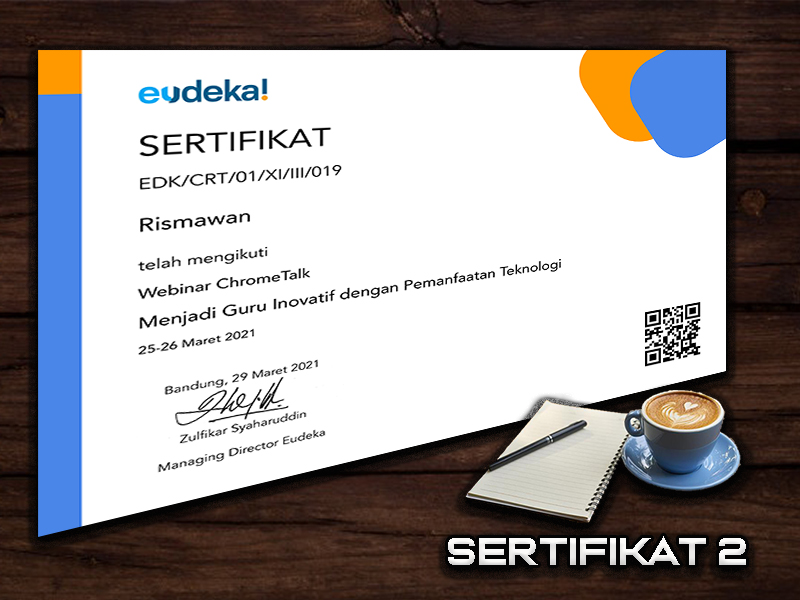 eudeka!
SERTIFIKAT
EDK/CRT/01/XI/III/019
Rismawan
telah mengikuti
Webinar ChromeTalk
Menjadi Guru Inovatif dengan Pemanfaatan Teknologi
25-26 Maret 2021
Bandung, 29 Maret 2021
Zulfikar Syaharuddin
Managing Director Eudeka
SERTIFIKAT 2